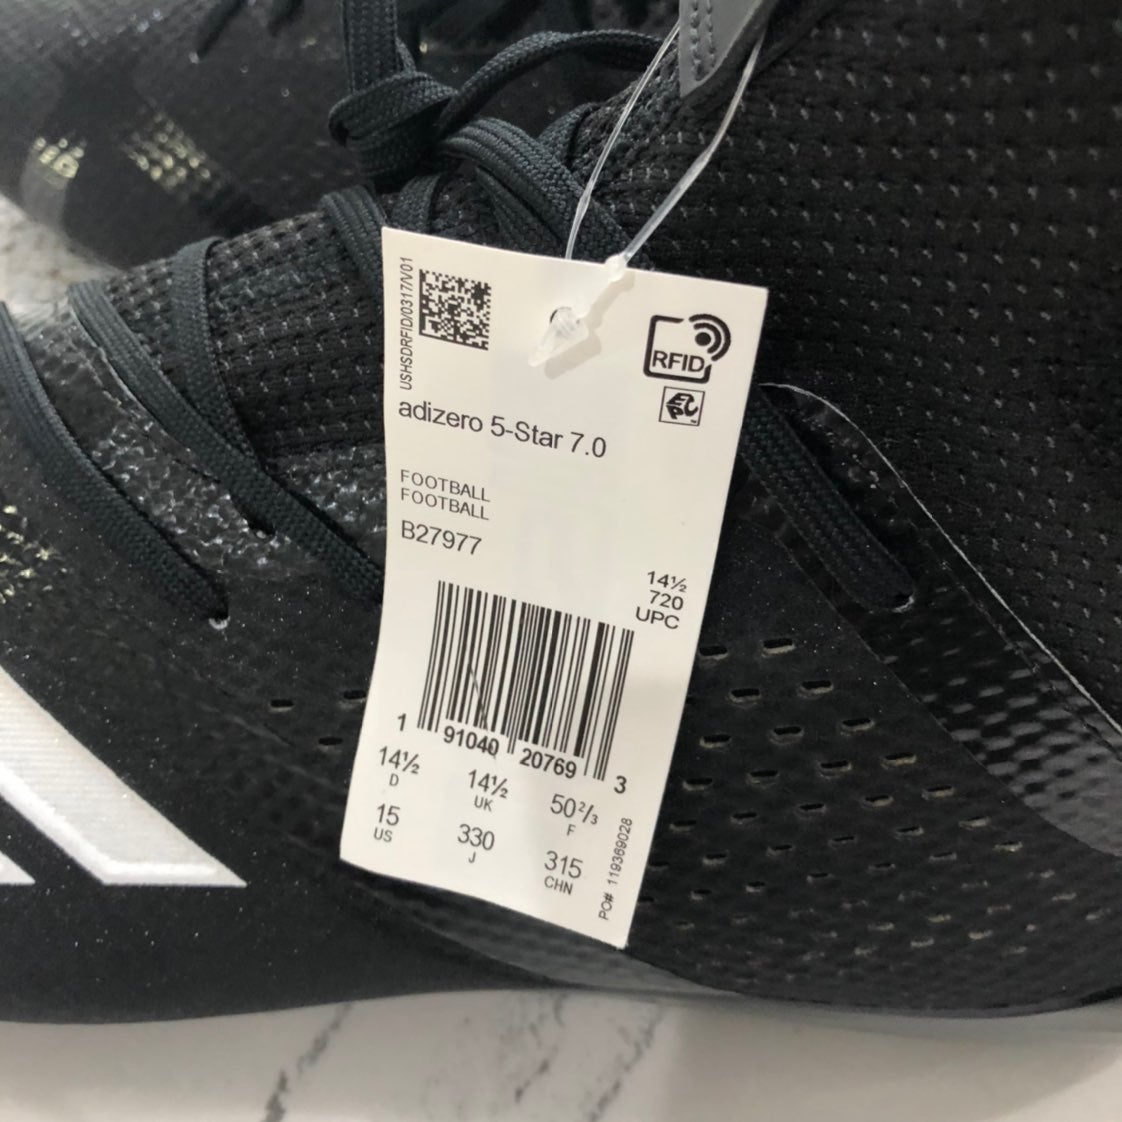 USHSDRFID/0317/V01
RFID
EPC
adizero 5-Star 7.0
FOOTBALL
FOOTBALL
B27977
14½
720
UPC
1 91040 20769 3
14½ 14½ 50⅔
D UK F
15 330 315
US J CHN
PO# 119369028